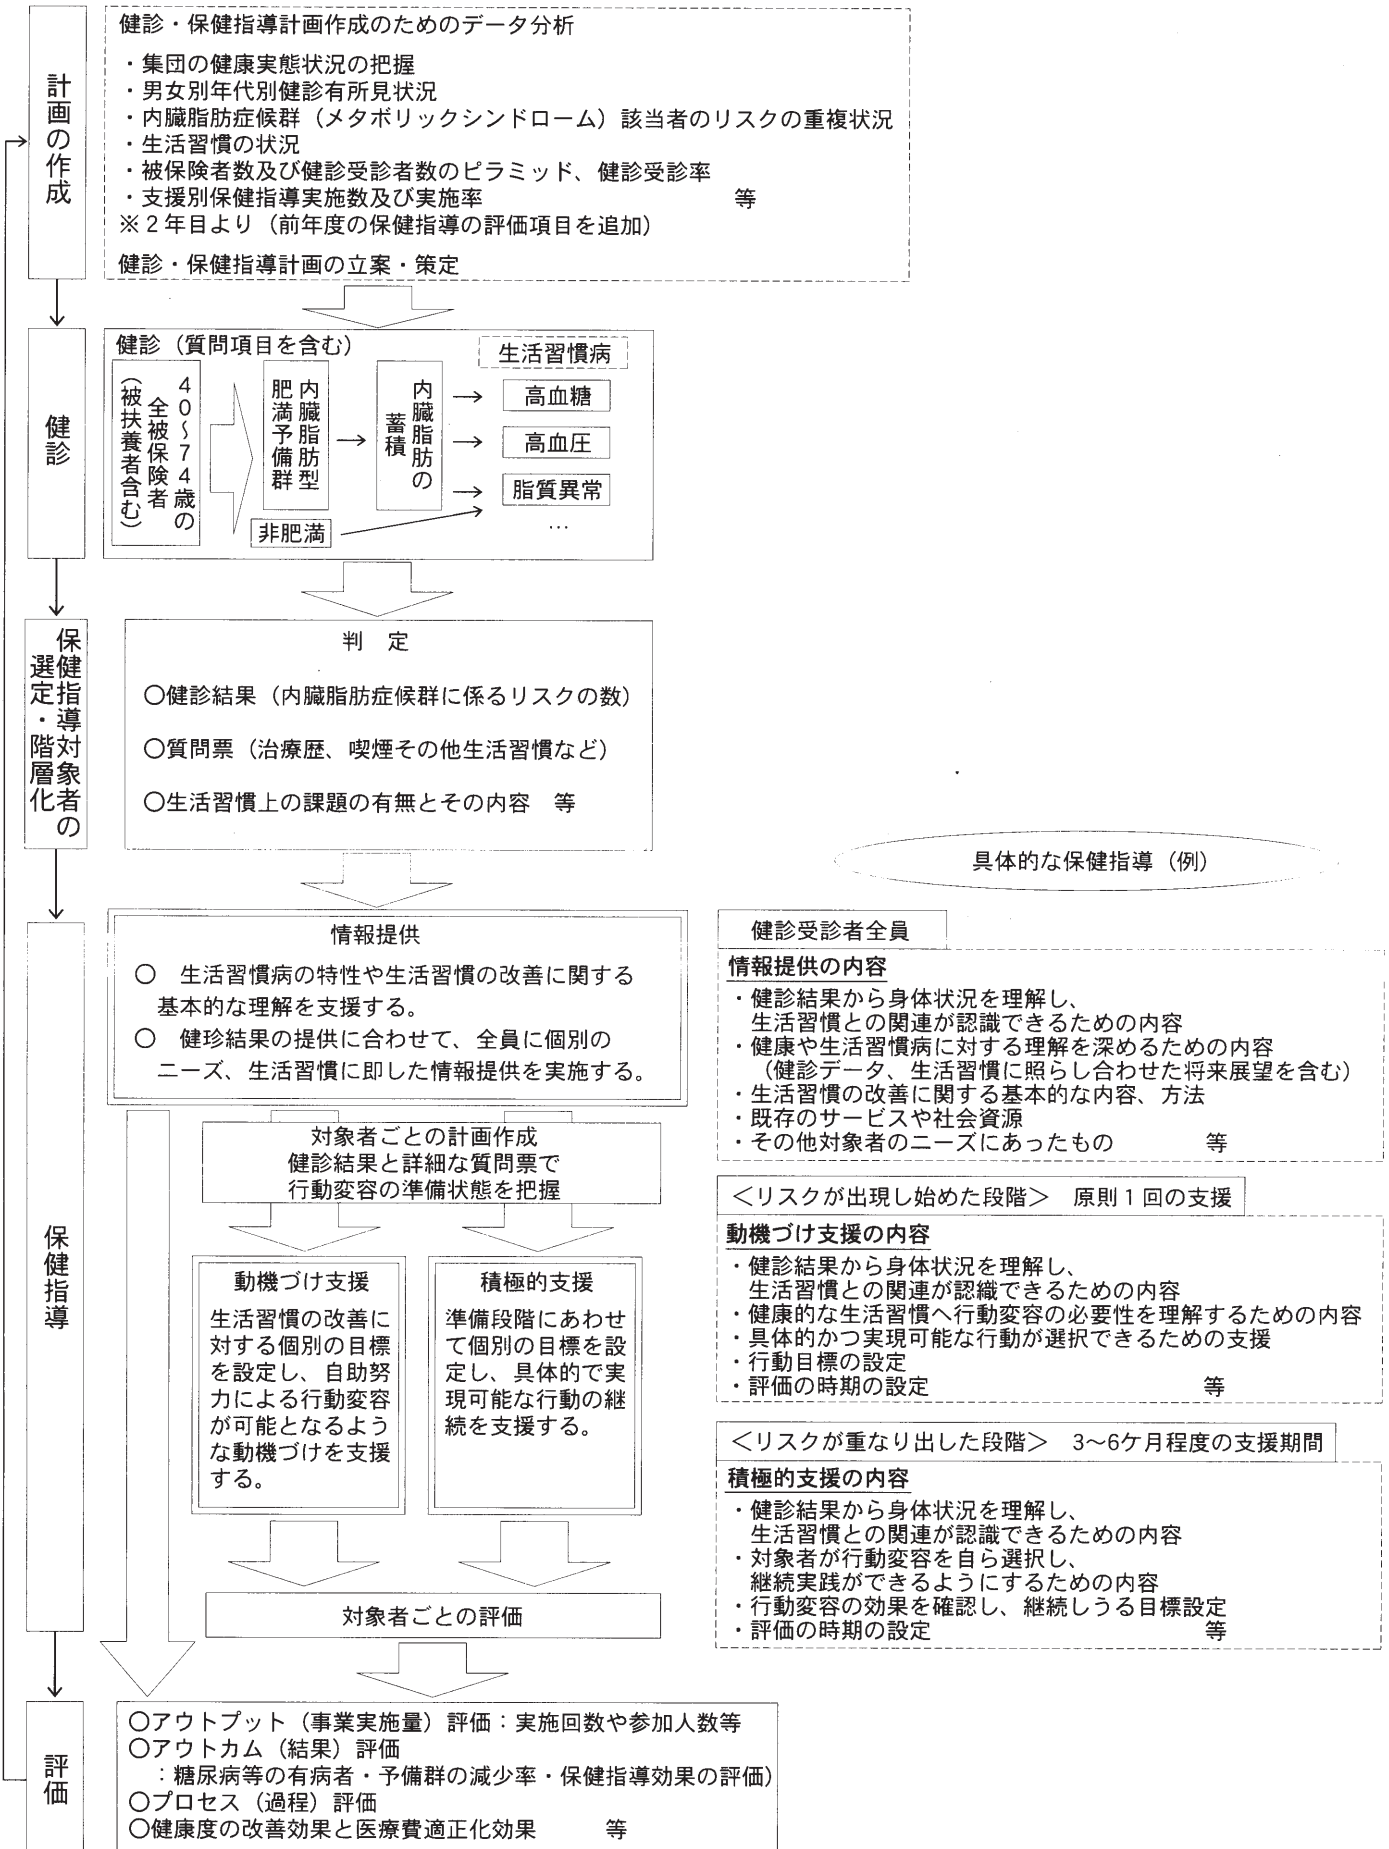 計画の作成
健診・保健指導計画作成のためのデータ分析
・集団の健康実態状況の把握
・男女別年代別健診有所見状況
・内臓脂肪症候群（メタボリックシンドローム）該当者のリスクの重複状況
・生活習慣の状況
・被保険者数及び健診受診者数のピラミッド、健診受診率
・支援別保健指導実施数及び実施率　等
※２年目より（前年度の保健指導の評価項目を追加）
健診・保健指導計画の立案・策定
健診
健診（質問項目を含む）
４０～７４歳の
全被保険者
（被扶養者含む）
内臓脂肪型
肥満予備群
非肥満
内臓脂肪の
蓄積
生活習慣病
高血糖
高血圧
脂質異常
…
保健指導対象者の
選定・階層化
判　定
〇健診結果（内臓脂肪症候群に係るリスクの数）
〇質問票（治療歴、喫煙その他生活習慣など）
〇生活習慣上の課題の有無とその内容　等
保健指導
情報提供
〇　生活習慣病の特性や生活習慣の改善に関する
基本的な理解を支援する。
〇　健珍結果の提供に合わせて、全員に個別の
ニーズ、生活習慣に即した情報提供を実施する。
対象者ごとの計画作成
健診結果と詳細な質問票で
行動変容の準備状態を把握
動機づけ支援
生活習慣の改善に
対する個別の目標
を設定し、自助努
力による行動変容
が可能となるよう
な動機づけを支援
する。
積極的支援
準備段階にあわせ
て個別の目標を設
定し、具体的で実
現可能な行動の継
続を支援する。
対象者ごとの評価
具体的な保健指導（例）
健診受診者全員
情報提供の内容
・健診結果から身体状況を理解し、
生活習慣との関連が認識できるための内容
・健康や生活習慣病に対する理解を深めるための内容
（健診データ、生活習慣に照らし合わせた将来展望を含む）
・生活習慣の改善に関する基本的な内容、方法
・既存のサービスや社会資源
・その他対象者のニーズにあったもの　等
＜リスクが出現し始めた段階＞　原則１回の支援
動機づけ支援の内容
・健診結果から身体状況を理解し、
生活習慣との関連が認識できるための内容
・健康的な生活習慣へ行動変容の必要性を理解するための内容
・具体的かつ実現可能な行動が選択できるための支援
・行動目標の設定
・評価の時期の設定　等
＜リスクが重なり出した段階＞　3～6ケ月程度の支援期間
積極的支援の内容
・健診結果から身体状況を理解し、
生活習慣との関連が認識できるための内容
・対象者が行動変容を自ら選択し、
継続実践ができるようにするための内容
・行動変容の効果を確認し、継続しうる目標設定
・評価の時期の設定　等
評価
〇アウトプット（事業実施量）評価：実施回数や参加人数等
〇アウトカム（結果）評価
：糖尿病等の有病者・予備群の減少率・保健指導効果の評価）
〇プロセス（過程）評価
〇健康度の改善効果と医療費適正化効果　等